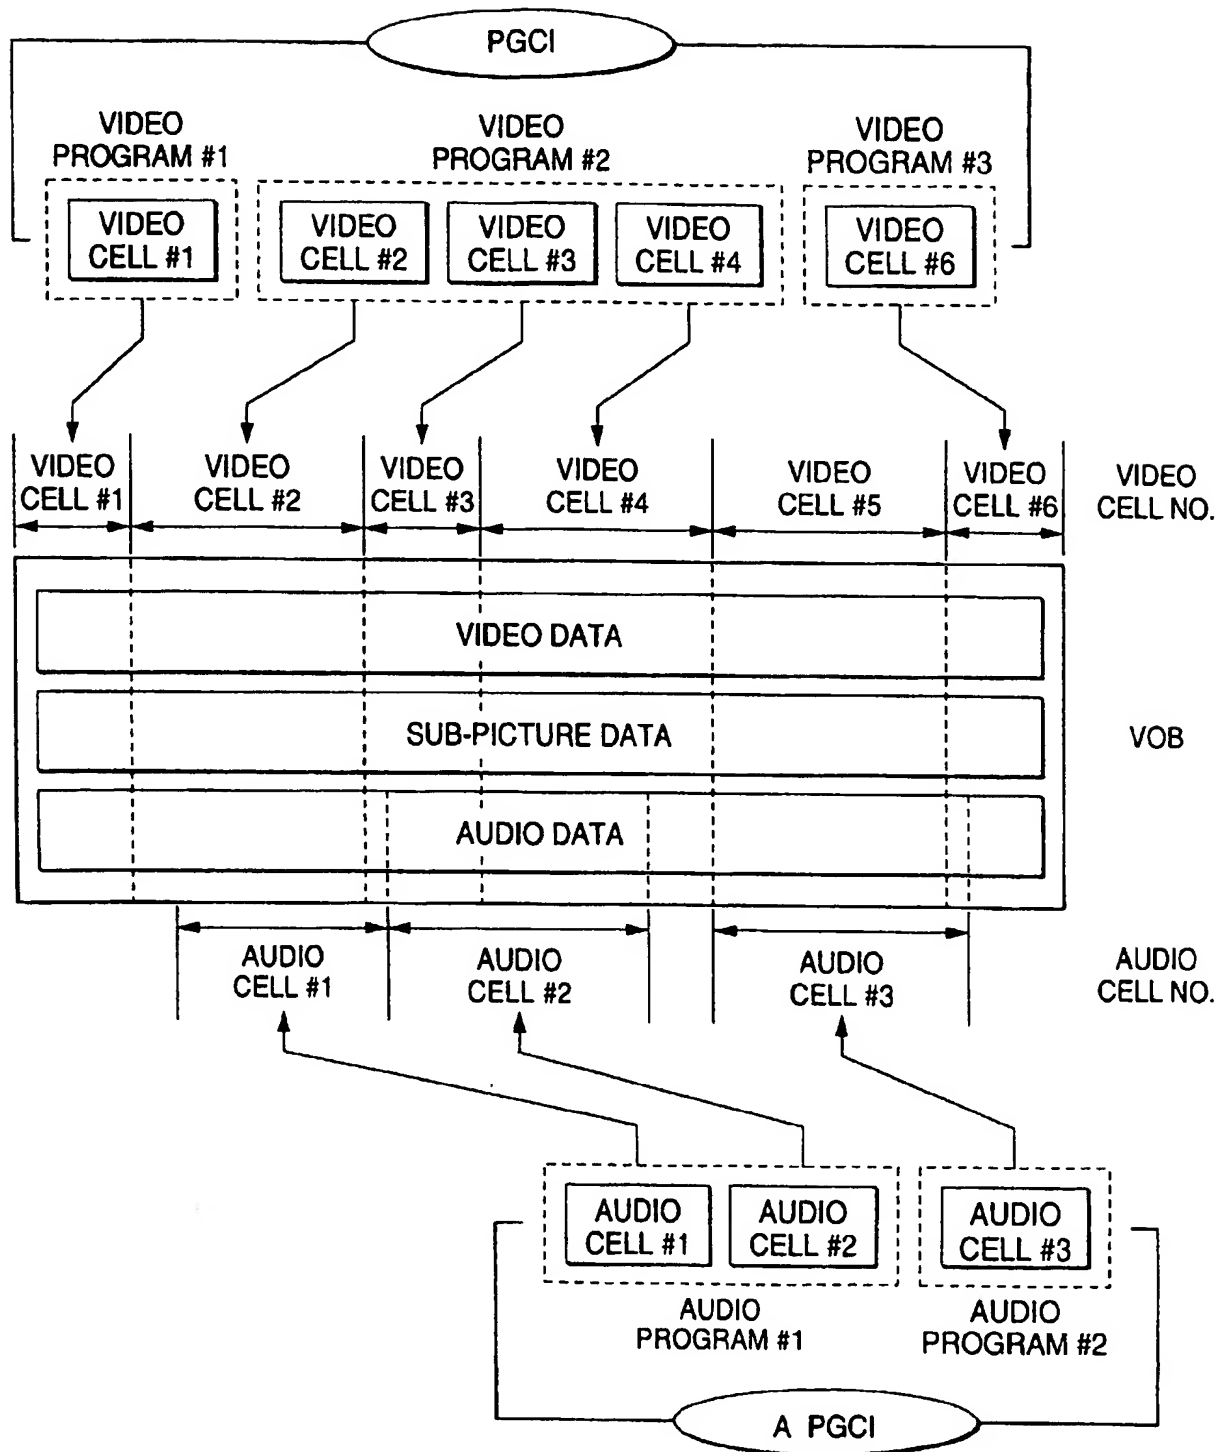 PGCI
VIDEO
PROGRAM #1
VIDEO
PROGRAM #2
VIDEO
PROGRAM #3
VIDEO
CELL #1
VIDEO
CELL #2
VIDEO
CELL #3
VIDEO
CELL #4
VIDEO
CELL #6
VIDEO
CELL #1
VIDEO
CELL #2
VIDEO
CELL #3
VIDEO
CELL #4
VIDEO
CELL #5
VIDEO
CELL #6
VIDEO
CELL NO.
VIDEO DATA
SUB-PICTURE DATA
VOB
AUDIO DATA
AUDIO
CELL #1
AUDIO
CELL #2
AUDIO
CELL #3
AUDIO
CELL NO.
AUDIO
CELL #1
AUDIO
CELL #2
AUDIO
CELL #3
AUDIO
PROGRAM #1
AUDIO
PROGRAM #2
A PGCI